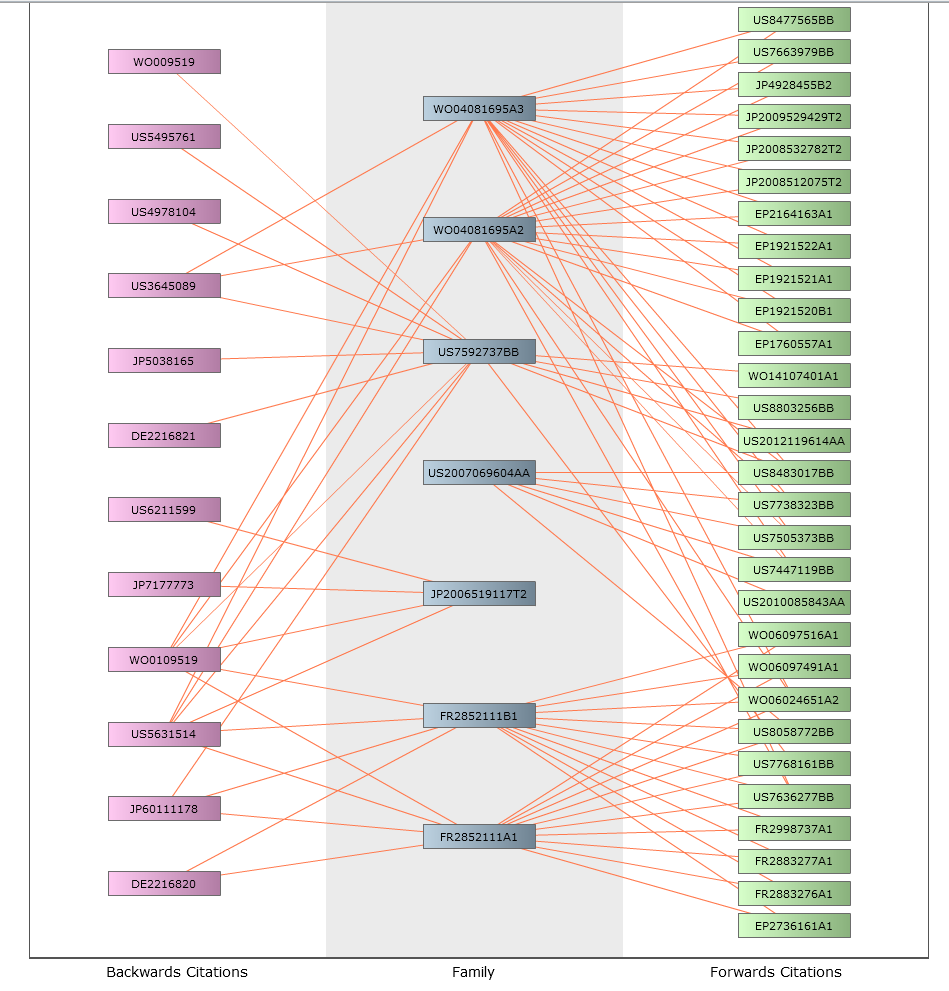 WO009519
US5495761
US4978104
US3645089
JP5038165
DE2216821
US6211599
JP7177773
WO0109519
US5631514
JP60111178
DE2216820
Backwards Citations
WO04081695A3
WO04081695A2
US7592737BB
US2007069604AA
JP2006519117T2
FR2852111B1
FR2852111A1
Family
US8477565BB
US7663979BB
JP4928455B2
JP2009529429T2
JP2008532782T2
JP2008512075T2
EP2164163A1
EP1921522A1
EP1921521A1
EP1921520B1
EP1760557A1
WO14107401A1
US8803256BB
US2012119614AA
US8483017BB
US7738323BB
US7505373BB
US7447119BB
US2010085843AA
WO06097516A1
WO06097491A1
WO06024651A2
US8058772BB
US7768161BB
US7636277BB
FR2998737A1
FR2883277A1
FR2883276A1
EP2736161A1
Forwards Citations